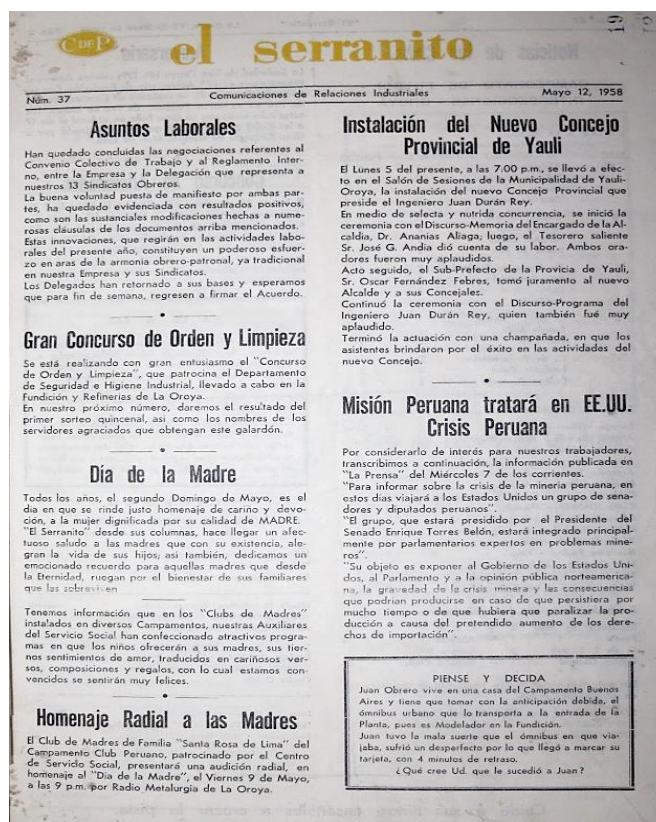 C DE P
el serranito
Núm. 37
Comunicaciones de Relaciones Industriales
Mayo 12, 1958
Asuntos Laborales
Han quedado concluidas las negociaciones referentes al
Convenio Colectivo de Trabajo y al Reglamento Inter-
no, entre la Empresa y la Delegación que representa a
nuestros 13 Sindicatos Obreros.
La buena voluntad puesta de manifiesto por ambas par-
tes, ha quedado evidenciada con resultados positivos,
como son las sustanciales modificaciones hechas a nume-
rosas cláusulas de los documentos arriba mencionados.
Estas innovaciones, que regirán en las actividades labo-
rales del presente año, constituyen un poderoso esfuer-
zo en aras de la armonia obrero-patronal, ya tradicional
en nuestra Empresa y sus Sindicatos.
Los Delegados han retornado a sus bases y esperamos
que para fin de semana, regresen a firmar el Acuerdo.
Gran Concurso de Orden y Limpieza
Se está realizando con gran entusiasmo el "Concurso
de Orden y Limpieza", que patrocina el Departamento
de Seguridad e Higiene Industrial, llevado a cabo en la
Fundición y Refinerias de La Oroya.
En nuestro próximo número, daremos el resultado del
primer sorteo quincenal, asi como los nombres de los
servidores agraciados que obtengan este galardón.
Día de la Madre
Todos los años, el segundo Domingo de Mayo, es el
dia en que se rinde justo homenaje de cariño y devo-
ción, a la mujer dignificada por su calidad de MADRE.
"El Serranito" desde sus columnas, hace llegar un afec-
tuoso saludo a las madres que con su existencia, ale-
gran la vida de sus hijos; asi también, dedicamos un
emocionado recuerdo para aquellas madres que desde
la Eternidad, ruegan por el bienestar de sus familiares
que las sobreviven
Tenemos información que en los "Clubs de Madres"
instalados en diversos Campamentos, nuestras Auxiliares
del Servicio Social han confeccionado atractivos progra-
mas en que los niños ofrecerán a sus madres, sus tier-
nos sentimientos de amor, traducidos en cariñosos ver-
sos, composiciones y regalos, con lo cual estamos con-
vencidos se sentirán muy felices.
Homenaje Radial a las Madres
El Club de Madres de Familia "Santa Rosa de Lima" del
Campamento Club Peruano, patrocinado por el Centro
de Servicio Social, presentará una audición radial, en
homenaje al "Dia de la Madre", el Viernes 9 de Mayo,
a las 9 p.m. por Radio Metalurgia de La Oroya.
Instalación del Nuevo Concejo
Provincial de Yauli
El Lunes 5 del presente, a las 7:00 p.m., se llevó a efec-
to en el Salón de Sesiones de la Municipalidad de Yauli-
Oroya, la instalación del nuevo Concejo Provincial que
preside el Ingeniero Juan Durán Rey.
En medio de selecta y nutrida concurrencia, se inició la
ceremonia con el Discurso-Memoria del Encargado de la Al-
caldia, Dr. Ananias Aliaga; luego, el Tesorero saliente
Sr. José G. Andia dió cuenta de su labor. Ambos ora-
dores fueron muy aplaudidos.
Acto seguido, el Sub-Prefecto de la Provicia de Yauli,
Sr. Oscar Fernández Febres, tomó juramento al nuevo
Alcalde y a sus Concejales.
Continuó la ceremonia con el Discurso-Programa del
Ingeniero Juan Durán Rey, quien también fué muy
aplaudido.
Terminó la actuación con una champañada, en que los
asistentes brindaron por el éxito en las actividades del
nuevo Concejo.
Misión Peruana tratará en EE.UU.
Crisis Peruana
Por considerarlo de interés para nuestros trabajadores,
transcribimos a continuación, la información publicada en
"La Prensa" del Miércoles 7 de los corrientes.
"Para informar sobre la crisis de la mineria peruana, en
estos dias viajará a los Estados Unidos un grupo de sena-
dores y diputados peruanos".
"El grupo, que estará presidido por el Presidente del
Senado Enrique Torres Belón, estará integrado principal-
mente por parlamentarios expertos en problemas mine-
ros".
"Su objeto es exponer al Gobierno de los Estados Uni-
dos, al Parlamento y a la opinión pública norteamerica-
na, la gravedad de la crisis minera y las consecuencias
que podrian producirse en caso de que persistiera por
mucho tiempo o de que hubiera que paralizar la pro-
ducción a causa del pretendido aumento de los dere-
chos de importación".
PIENSE Y DECIDA
Juan Obrero vive en una casa del Campamento Buenos
Aires y tiene que tomar con la anticipación debida, el
ómnibus urbano que lo transporta a la entrada de la
Planta, pues es Modelador en la Fundición.
Juan tuvo la mala suerte que el ómnibus en que via-
jaba, sufrió un desperfecto por lo que llegó a marcar su
tarjeta, con 4 minutos de retraso.
¿Qué cree Ud. que le sucedió a Juan?